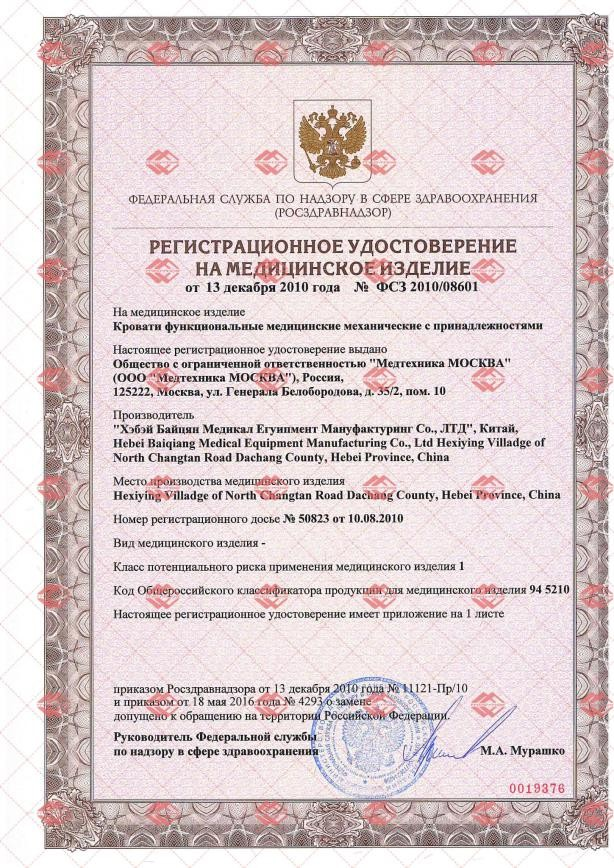 ФЕДЕРАЛЬНАЯ СЛУЖБА ПО НАДЗОРУ В СФЕРЕ ЗДРАВООХРАНЕНИЯ
(РОСЗДРАВНАДЗОР)
РЕГИСТРАЦИОННОЕ УДОСТОВЕРЕНИЕ
НА МЕДИЦИНСКОЕ ИЗДЕЛИЕ
от 13 декабря 2010 года № ФСЗ 2010/08601
На медицинское изделие
Кровати функциональные медицинские механические с принадлежностями
Настоящее регистрационное удостоверение выдано
Общество с ограниченной ответственностью "Медтехника МОСКВА"
(ООО "Медтехника МОСКВА"), Россия,
125222, Москва, ул. Генерала Белобородова, д. 35/2, пом. 10
Производитель
"Хэбэй Байцян Медикал Егуипмент Мануфактуринг Со., ЛТД", Китай,
Hebei Baiqiang Medical Equipment Manufacturing Co., Ltd Hexiying Villadge of
North Changtan Road Dachang County, Hebei Province, China
Место производства медицинского изделия
Hexiying Villadge of North Changtan Road Dachang County, Hebei Province, China
Номер регистрационного досье № 50823 от 10.08.2010
Вид медицинского изделия -
Класс потенциального риска применения медицинского изделия 1
Код Общероссийского классификатора продукции для медицинского изделия 94 5210
Настоящее регистрационное удостоверение имеет приложение на 1 листе
приказом Росздравнадзора от 13 декабря 2010 года № 11121-Пр/10
и приказом от 18 мая 2016 года № 4293 о замене
допущено к обращению на территории Российской Федерации.
Руководитель Федеральной службы
по надзору в сфере здравоохранения
М.А. Мурашко
0019376